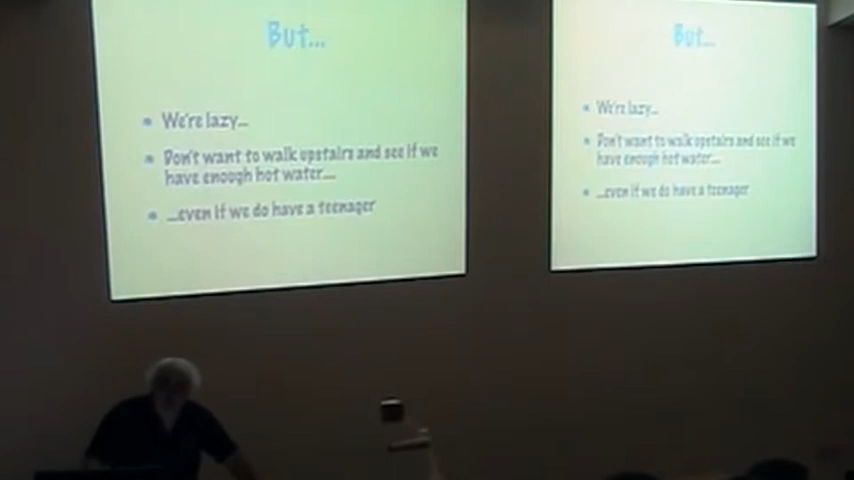 But...
We're lazy...
Don't want to walk upstairs and see if we
have enough hot water....
...even if we do have a teenager
But...
We're lazy...
Don't want to walk upstairs and see if we
have enough hot water....
...even if we do have a teenager